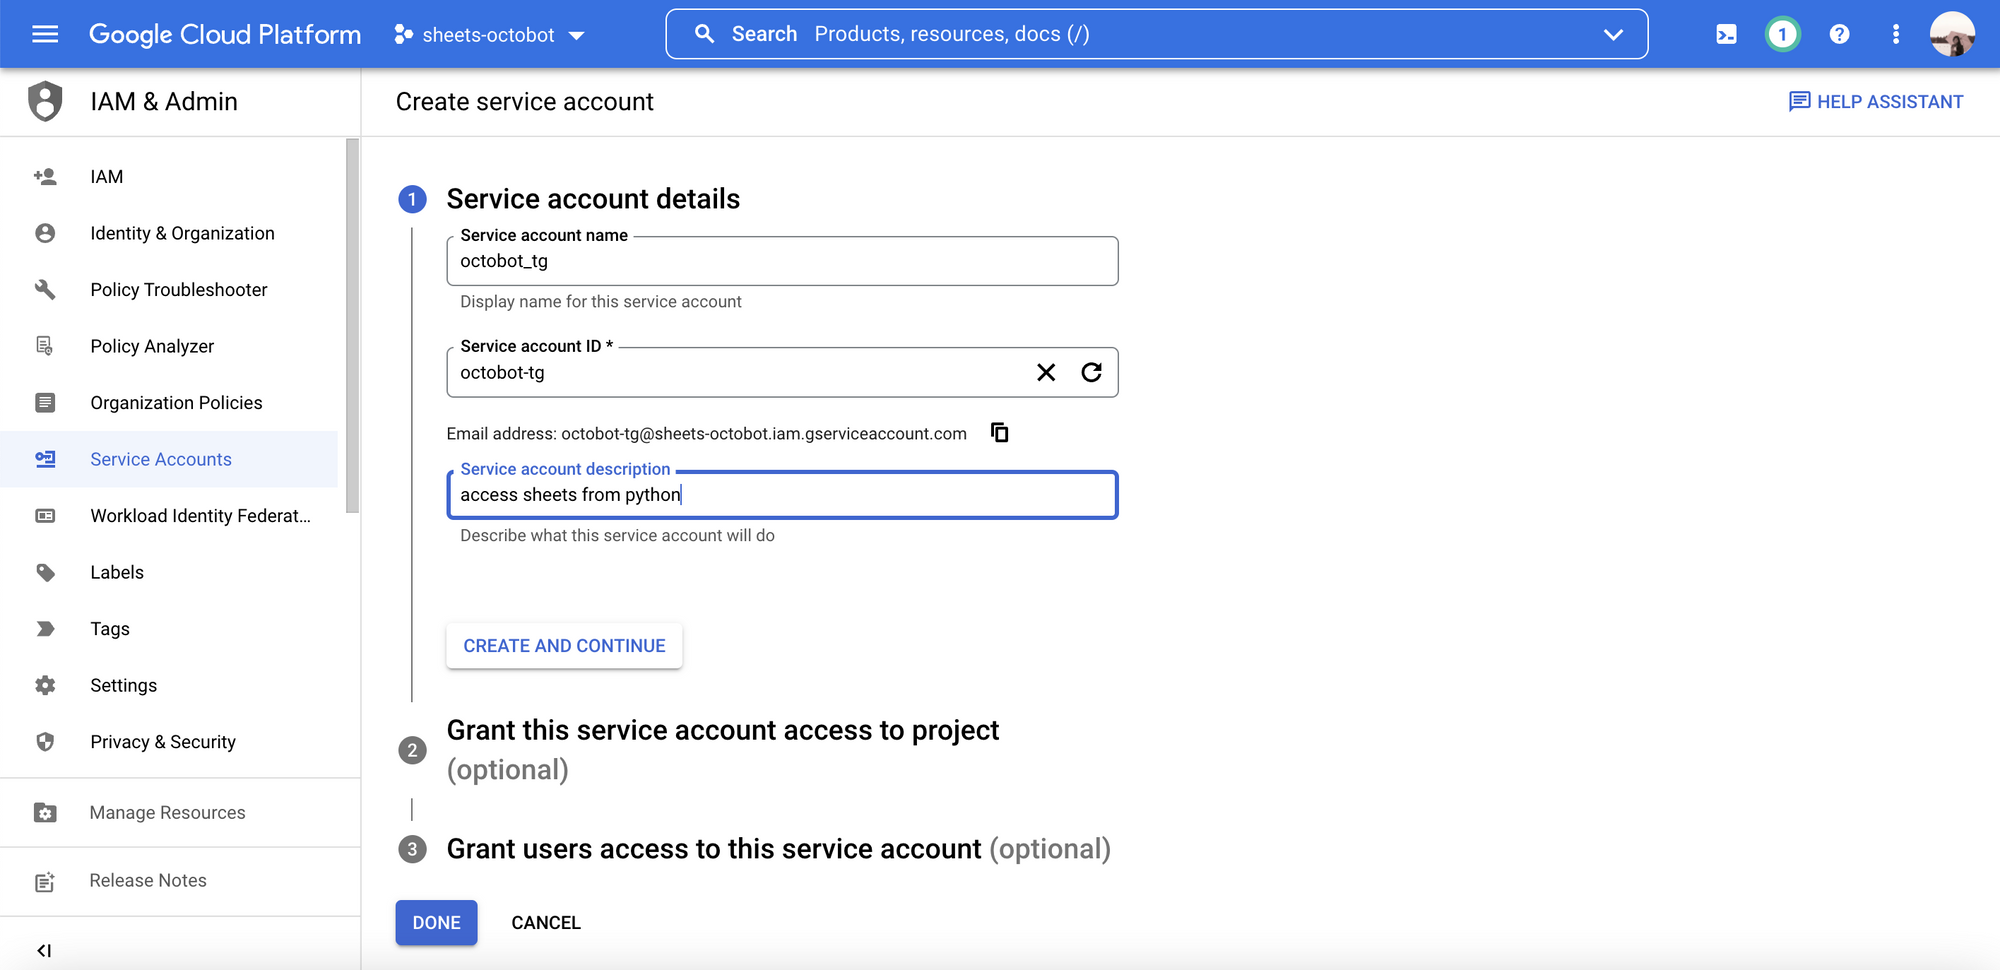 Google Cloud Platform
sheets-octobot
Search Products, resources, docs (/)
1
IAM & Admin
Create service account
HELP ASSISTANT
IAM
Identity & Organization
Policy Troubleshooter
Policy Analyzer
Organization Policies
Service Accounts
Workload Identity Federat...
Labels
Tags
Settings
Privacy & Security
Manage Resources
Release Notes
1 Service account details
Service account name
octobot_tg
Display name for this service account
Service account ID *
octobot-tg
Email address: octobot-tg@sheets-octobot.iam.gserviceaccount.com
Service account description
access sheets from python
Describe what this service account will do
CREATE AND CONTINUE
2 Grant this service account access to project
(optional)
3 Grant users access to this service account (optional)
DONE CANCEL